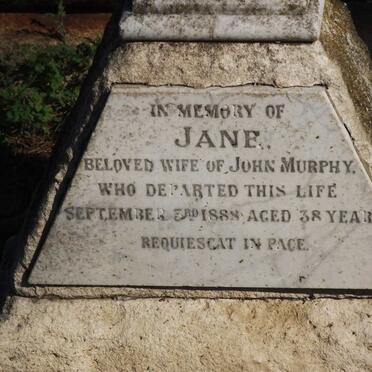 IN MEMORY OF
JANE,
BELOVED WIFE OF JOHN MURPHY,
WHO DEPARTED THIS LIFE
SEPTEMBER 3RD 1888 AGED 38 YEAR
REQUIESCAT IN PACE.